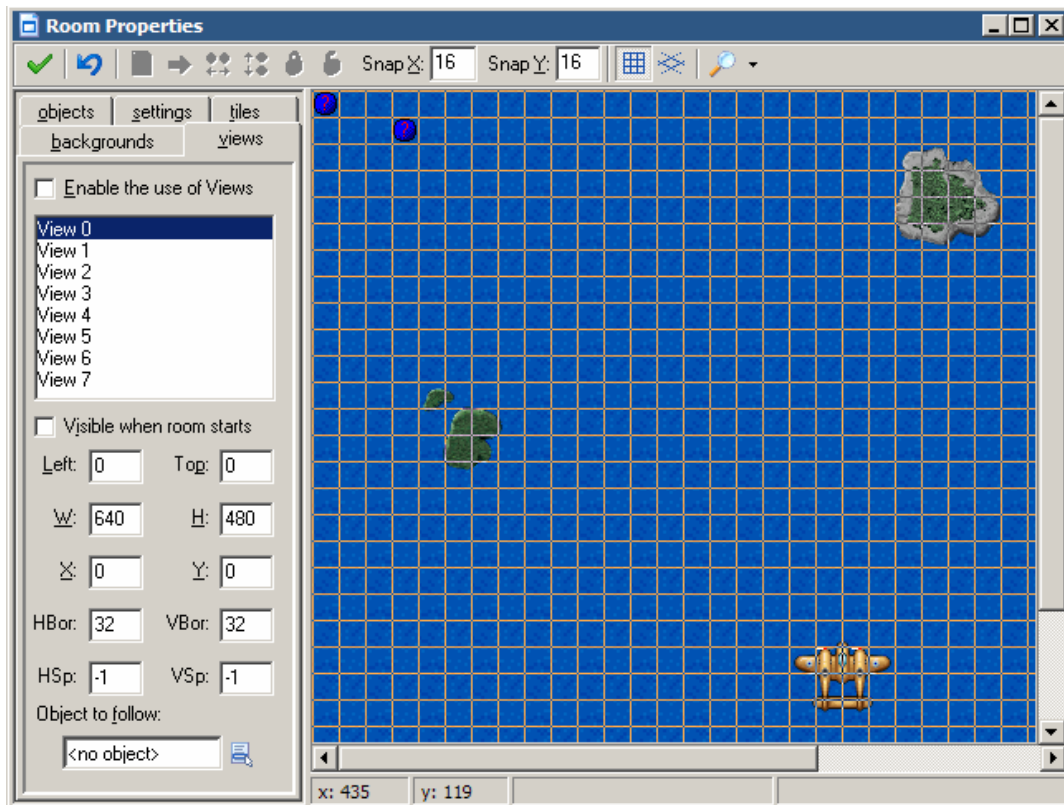 Room Properties
Snap X: 16 Snap Y: 16
objects settings tiles
backgrounds views
Enable the use of Views
View 0
View 1
View 2
View 3
View 4
View 5
View 6
View 7
Visible when room starts
Left: 0 Top: 0
W: 640 H: 480
X: 0 Y: 0
HBor: 32 VBor: 32
HSp: -1 VSp: -1
Object to follow:
<no object>
x: 435 y: 119
? 
?